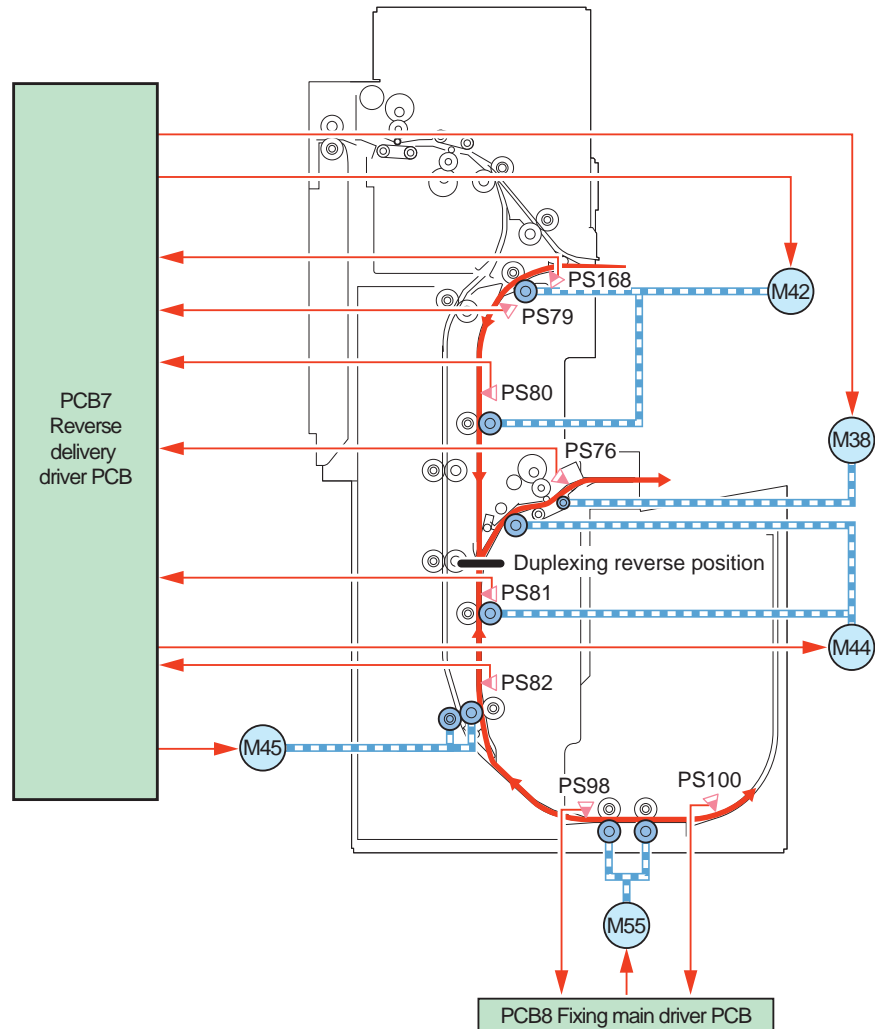 PS168
M42
PS79
PS80
PCB7
Reverse
delivery
driver PCB
M38
PS76
Duplexing reverse position
PS81
M44
PS82
M45
PS98
PS100
M55
PCB8 Fixing main driver PCB